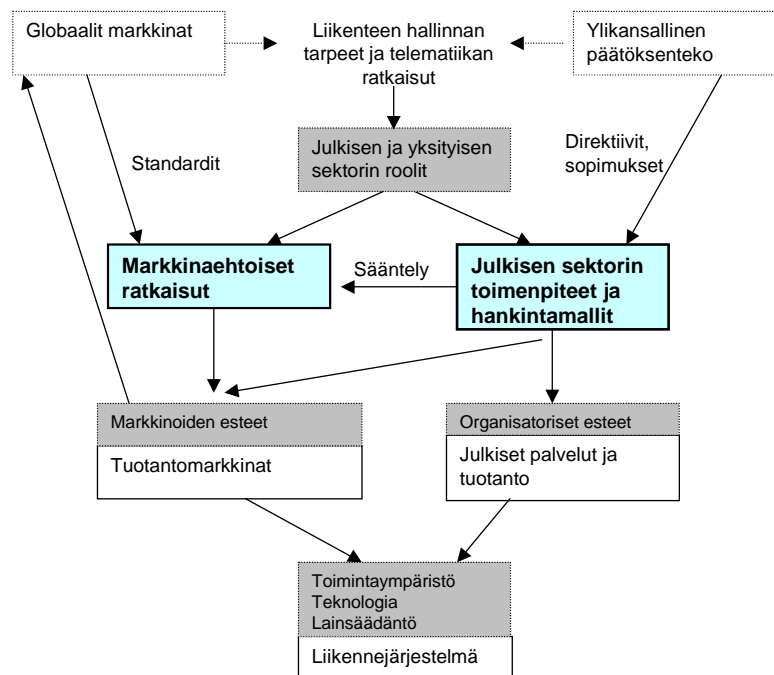 Globaalit markkinat
Liikenteen hallinnan
tarpeet ja telematiikan
ratkaisut
Ylikansallinen
päätöksenteko
Standardit
Julkisen ja yksityisen
sektorin roolit
Direktiivit,
sopimukset
Markkinaehtoiset
ratkaisut
Sääntely
Julkisen sektorin
toimenpiteet ja
hankintamallit
Markkinoiden esteet
Tuotantomarkkinat
Organisatoriset esteet
Julkiset palvelut ja
tuotanto
Toimintaympäristö
Teknologia
Lainsäädäntö
Liikennejärjestelmä